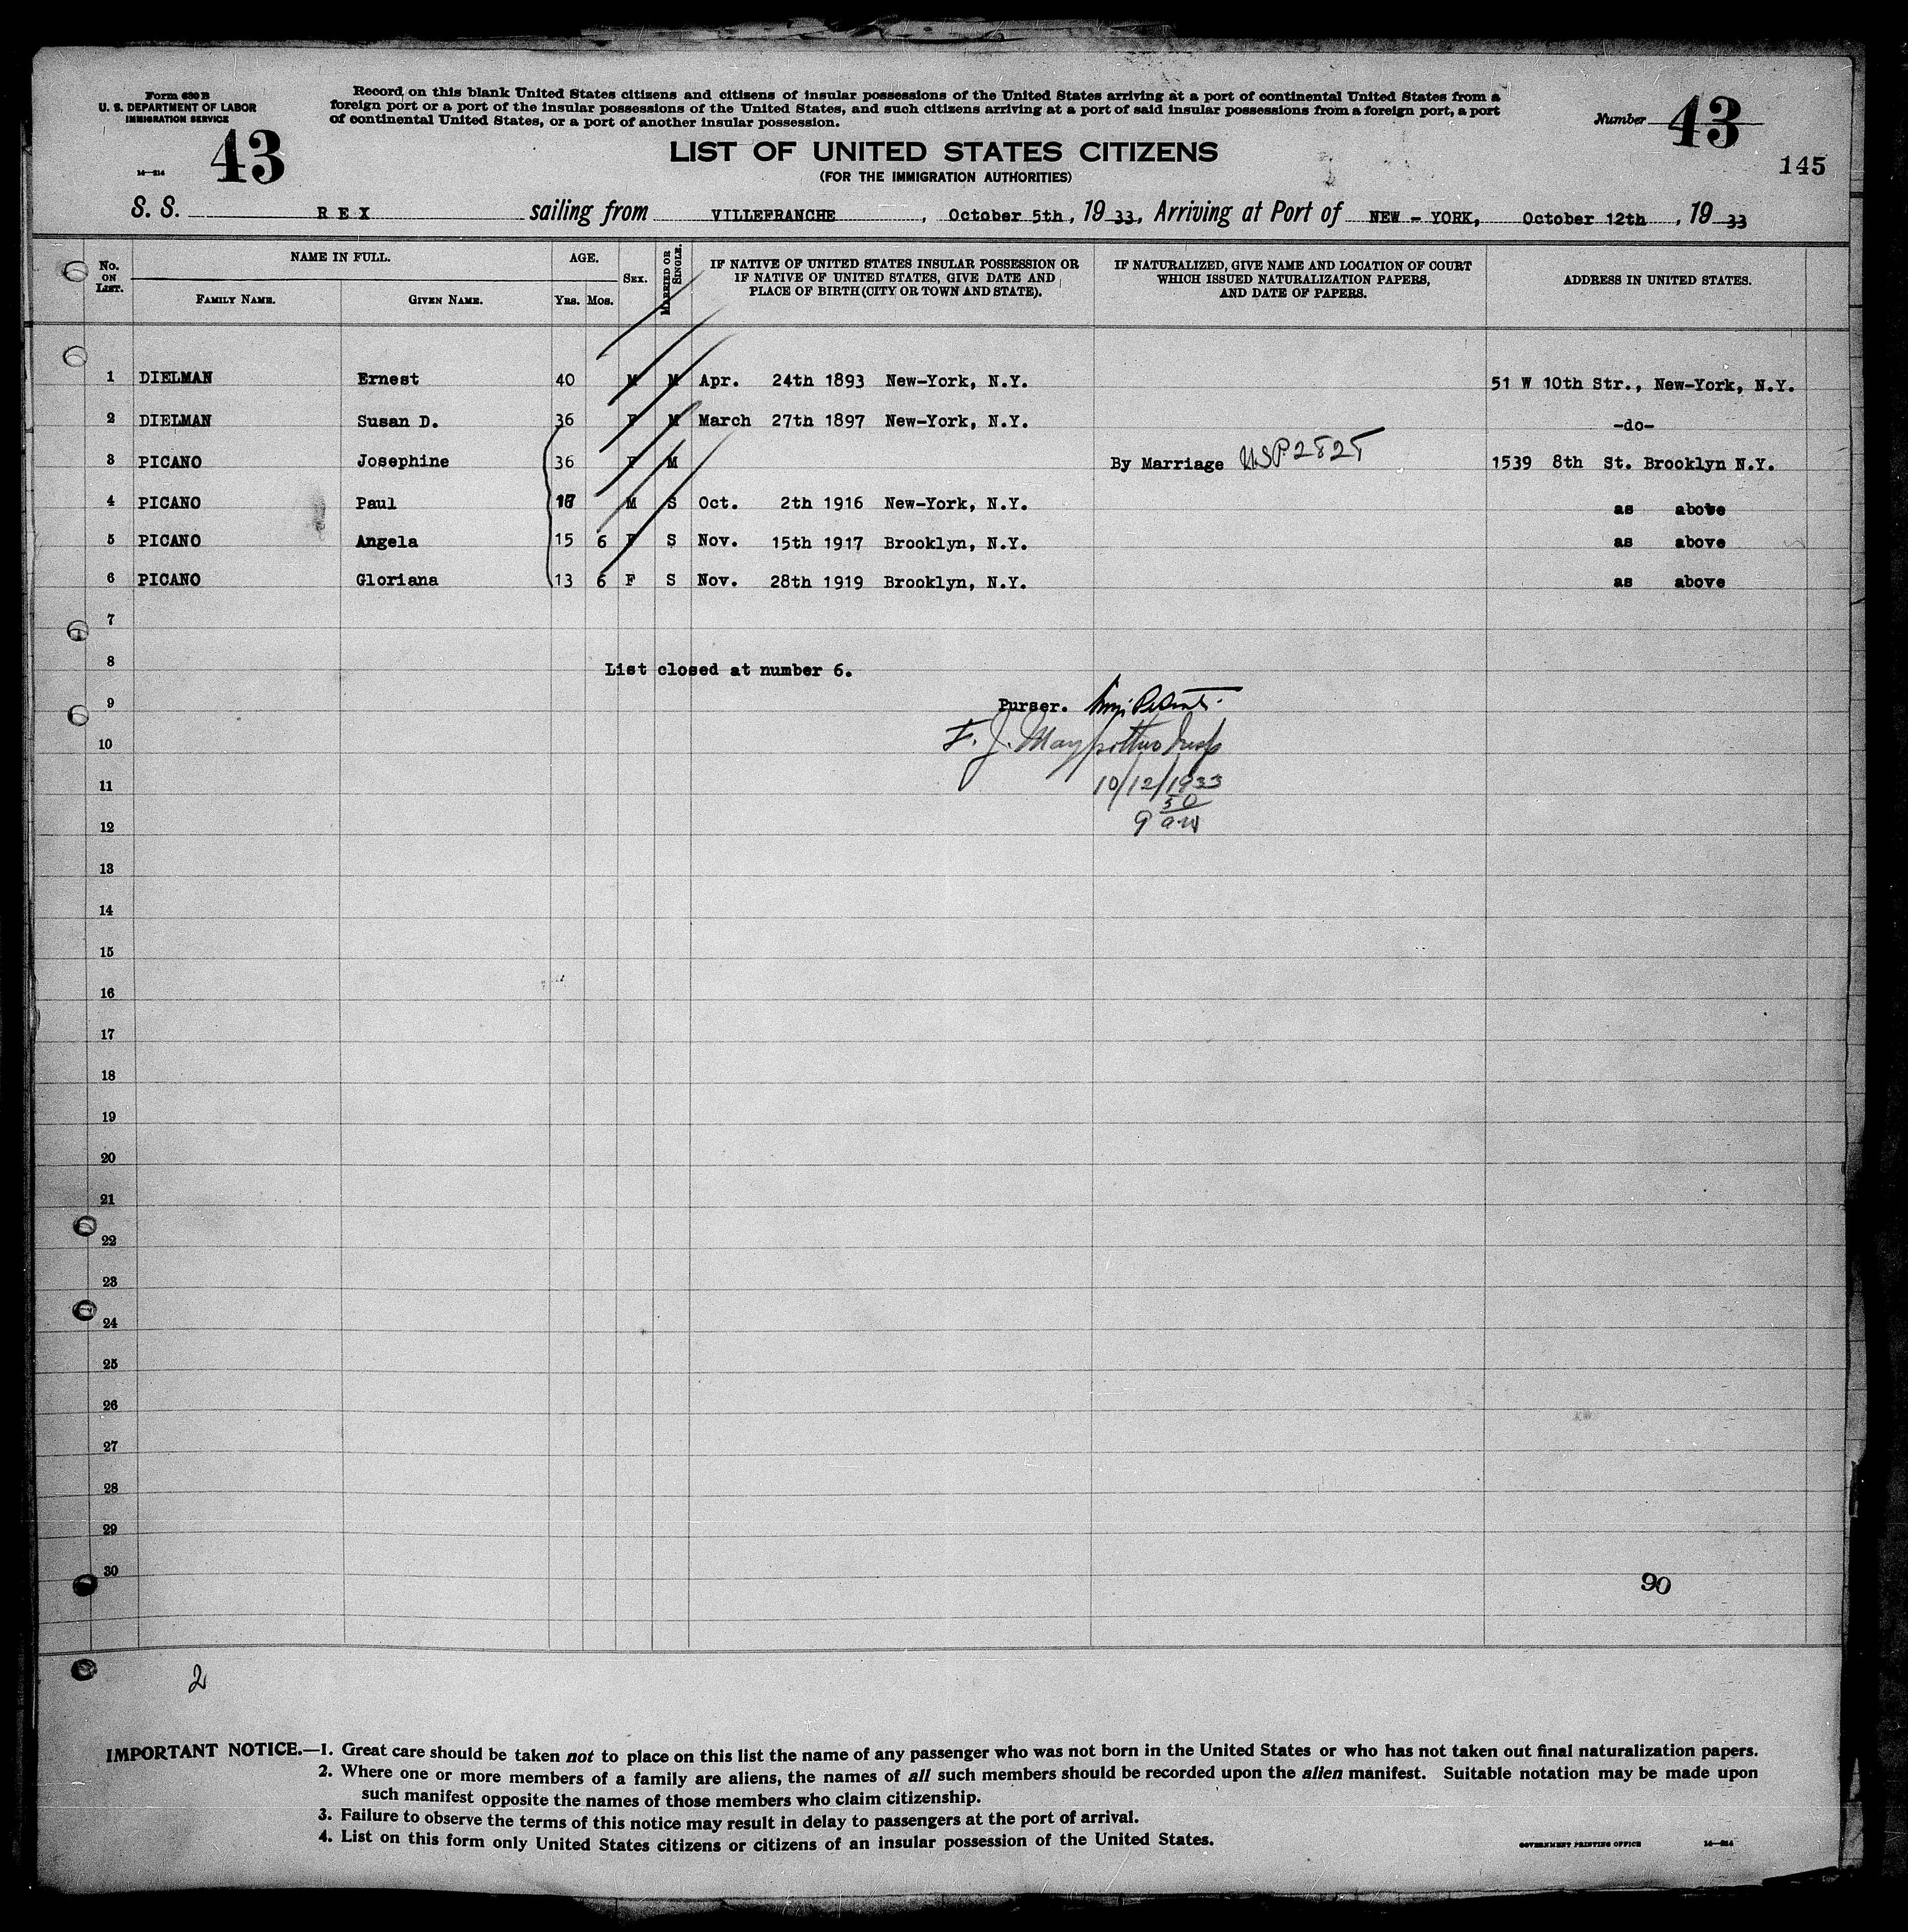 Form 630 B
U. S. DEPARTMENT OF LABOR
IMMIGRATION SERVICE
43
14—214
Record on this blank United States citizens and citizens of insular possessions of the United States arriving at a port of continental United States from a
foreign port or a port of the insular possessions of the United States, and such citizens arriving at a port of said insular possessions from a foreign port, a port
of continental United States, or a port of another insular possession.
Number 43
145
LIST OF UNITED STATES CITIZENS
(FOR THE IMMIGRATION AUTHORITIES)
S. S. REX sailing from VILLEFRANCHE, October 5th, 1933, Arriving at Port of NEW - YORK, October 12th, 1933
No. ON LIST. NAME IN FULL. FAMILY NAME. GIVEN NAME. AGE. YRS. MOS. SEX. MARRIED OR SINGLE. IF NATIVE OF UNITED STATES INSULAR POSSESSION OR IF NATIVE OF UNITED STATES, GIVE DATE AND PLACE OF BIRTH (CITY OR TOWN AND STATE). IF NATURALIZED, GIVE NAME AND LOCATION OF COURT WHICH ISSUED NATURALIZATION PAPERS, AND DATE OF PAPERS. ADDRESS IN UNITED STATES.
1 DIELMAN Ernest 40 M M Apr. 24th 1893 New-York, N.Y. 51 W 10th Str., New-York, N.Y.
2 DIELMAN Susan D. 36 F M March 27th 1897 New-York, N.Y. -do-
3 PICANO Josephine 36 F M By Marriage USP 2825 1539 8th St. Brooklyn N.Y.
4 PICANO Paul M S Oct. 2th 1916 New-York, N.Y. as above
5 PICANO Angela 15 6 F S Nov. 15th 1917 Brooklyn, N.Y. as above
6 PICANO Gloriana 13 6 F S Nov. 28th 1919 Brooklyn, N.Y. as above
7
8 List closed at number 6.
9 Purser.
10 F. J.
11 10/12/1933
12 9 50 am
13
14
15
16
17
18
19
20
21
22
23
24
25
26
27
28
29
30
90
2
IMPORTANT NOTICE.—1. Great care should be taken not to place on this list the name of any passenger who was not born in the United States or who has not taken out final naturalization papers.
2. Where one or more members of a family are aliens, the names of all such members should be recorded upon the alien manifest. Suitable notation may be made upon
such manifest opposite the names of those members who claim citizenship.
3. Failure to observe the terms of this notice may result in delay to passengers at the port of arrival.
4. List on this form only United States citizens or citizens of an insular possession of the United States.
GOVERNMENT PRINTING OFFICE 14—214